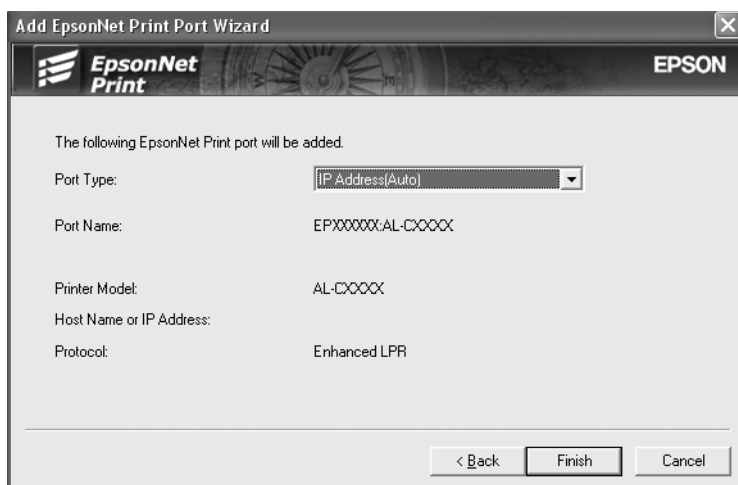 Add EpsonNet Print Port Wizard
EpsonNet
Print
EPSON
The following EpsonNet Print port will be added.
Port Type: IP Address(Auto)
Port Name: EPXXXXXX:AL-CXXXX
Printer Model: AL-CXXXX
Host Name or IP Address:
Protocol: Enhanced LPR
< Back Finish Cancel